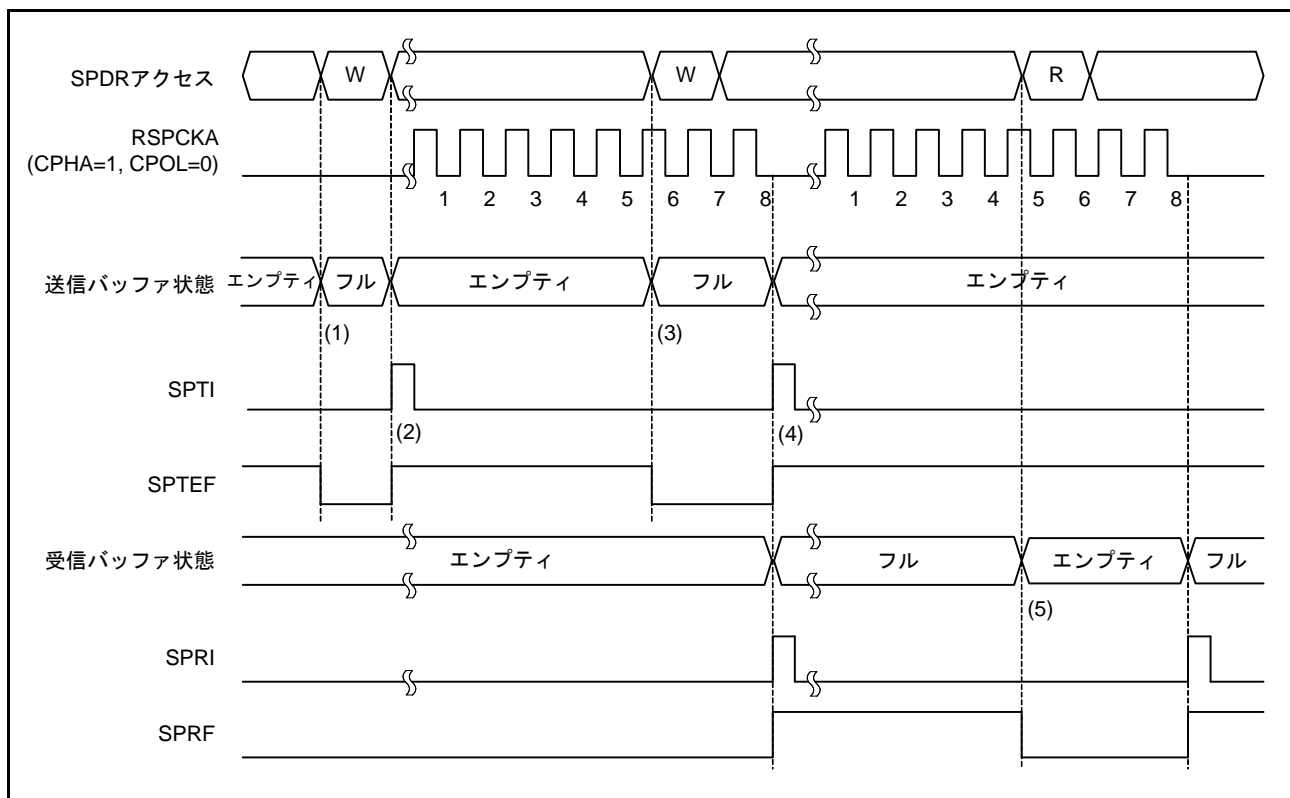 SPDRアクセス W W R
RSPCKA
(CPHA=1, CPOL=0)
1 2 3 4 5 6 7 8 1 2 3 4 5 6 7 8
送信バッファ状態 エンプティ フル エンプティ フル エンプティ
(1) (3)
SPTI
(2) (4)
SPTEF
受信バッファ状態 エンプティ フル エンプティ フル
(5)
SPRI
SPRF